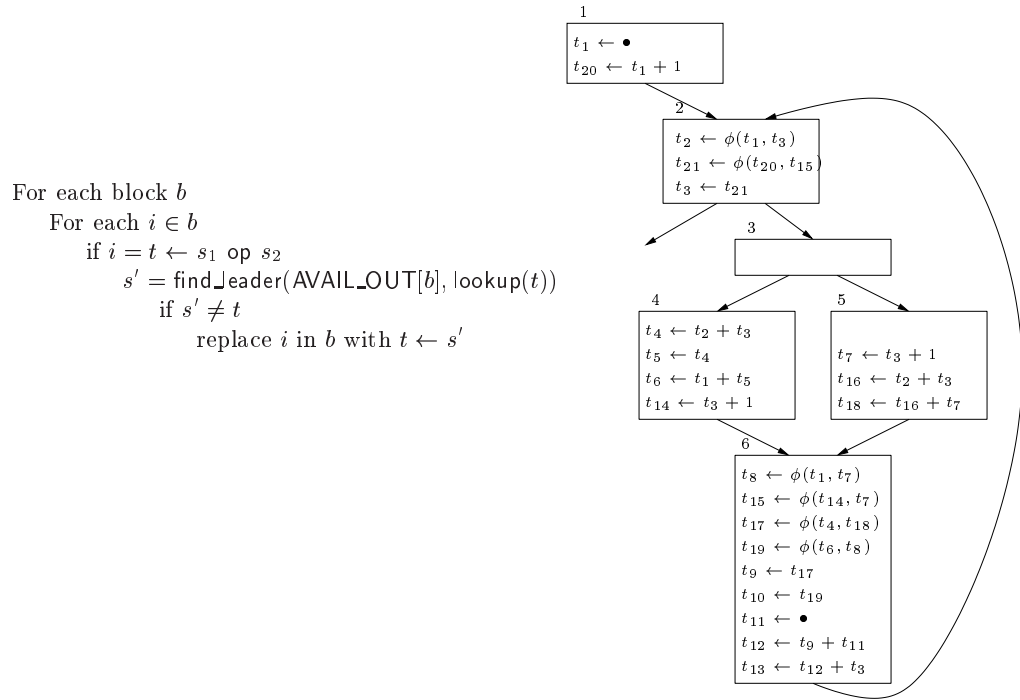 For each block b
For each i ∈ b
if i = t ← s₁ op s₂
s′ = find_leader(AVAIL_OUT[b], lookup(t))
if s′ ≠ t
replace i in b with t ← s′
1
t₁ ← •
t₂₀ ← t₁ + 1
2
t₂ ← φ(t₁, t₃)
t₂₁ ← φ(t₂₀, t₁₅)
t₃ ← t₂₁
3
4
t₄ ← t₂ + t₃
t₅ ← t₄
t₆ ← t₁ + t₅
t₁₄ ← t₃ + 1
5
t₇ ← t₃ + 1
t₁₆ ← t₂ + t₃
t₁₈ ← t₁₆ + t₇
6
t₈ ← φ(t₁, t₇)
t₁₅ ← φ(t₁₄, t₇)
t₁₇ ← φ(t₄, t₁₈)
t₁₉ ← φ(t₆, t₈)
t₉ ← t₁₇
t₁₀ ← t₁₉
t₁₁ ← •
t₁₂ ← t₉ + t₁₁
t₁₃ ← t₁₂ + t₃